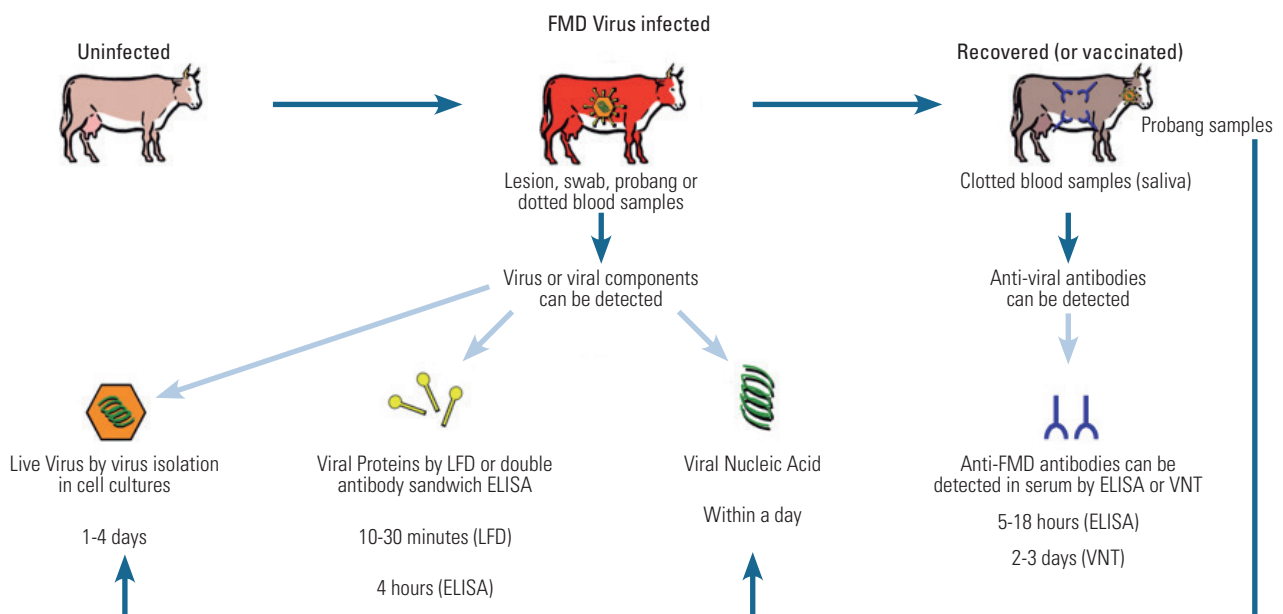 FMD Virus infected
Uninfected
Recovered (or vaccinated)
Probang samples
Lesion, swab, probang or
dotted blood samples
Clotted blood samples (saliva)
Virus or viral components
can be detected
Anti-viral antibodies
can be detected
Live Virus by virus isolation
in cell cultures
1-4 days
Viral Proteins by LFD or double
antibody sandwich ELISA
10-30 minutes (LFD)
4 hours (ELISA)
Viral Nucleic Acid
Within a day
Anti-FMD antibodies can be
detected in serum by ELISA or VNT
5-18 hours (ELISA)
2-3 days (VNT)